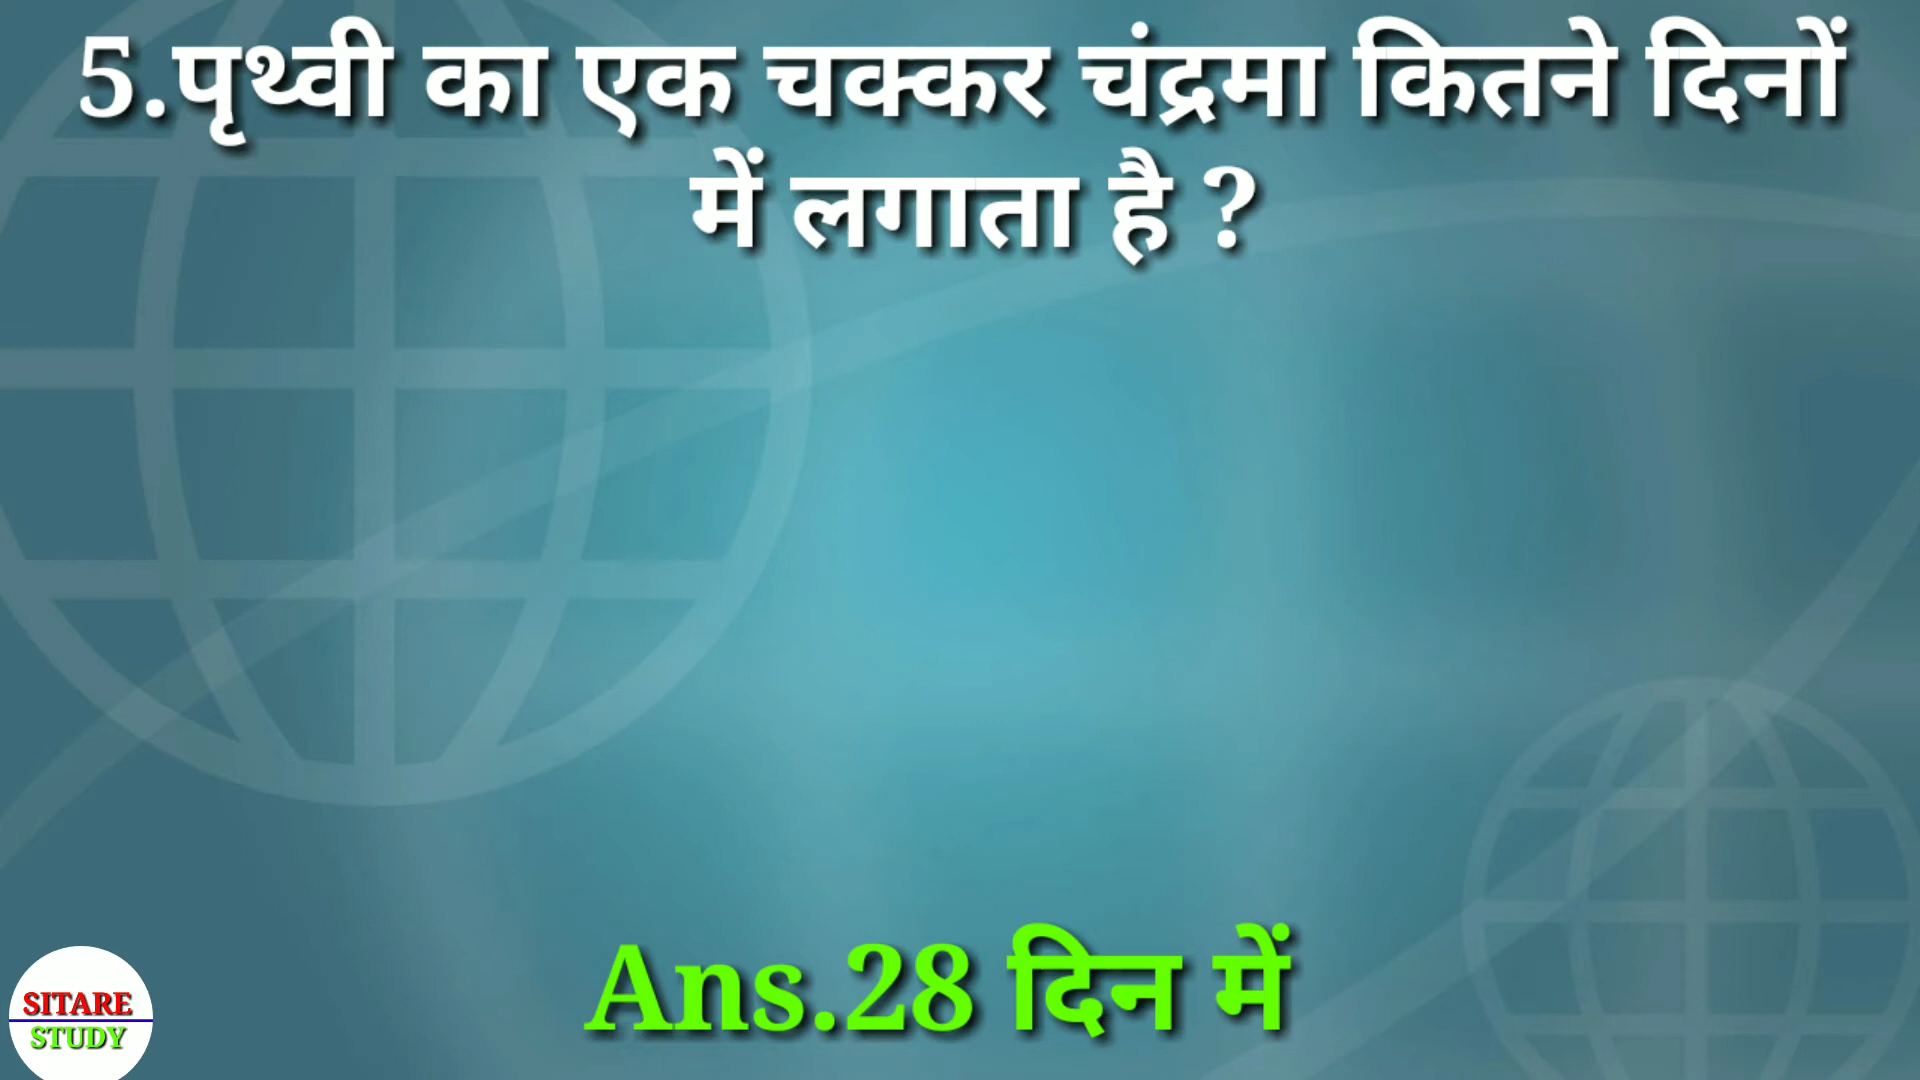 5.पृथ्वी का एक चक्कर चंद्रमा कितने दिनों
में लगाता है ?
Ans.28 दिन में
SITARE
STUDY